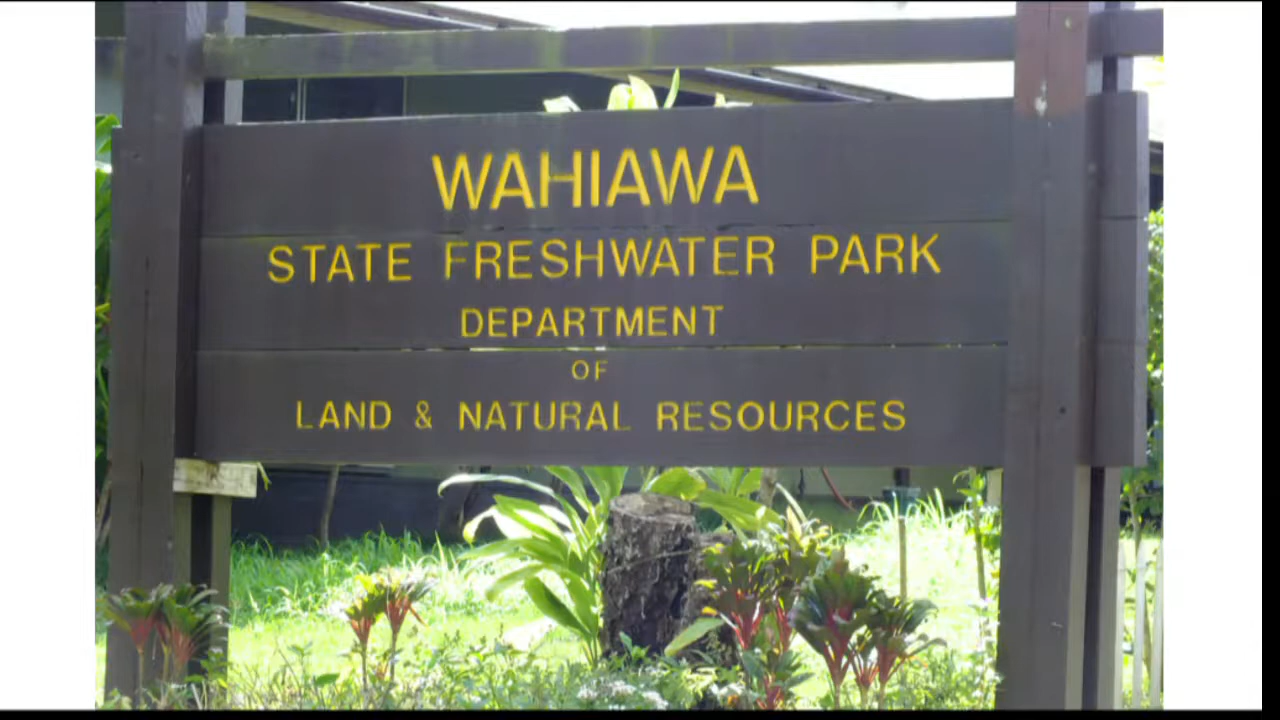 WAHIAWA
STATE FRESHWATER PARK
DEPARTMENT
OF
LAND & NATURAL RESOURCES